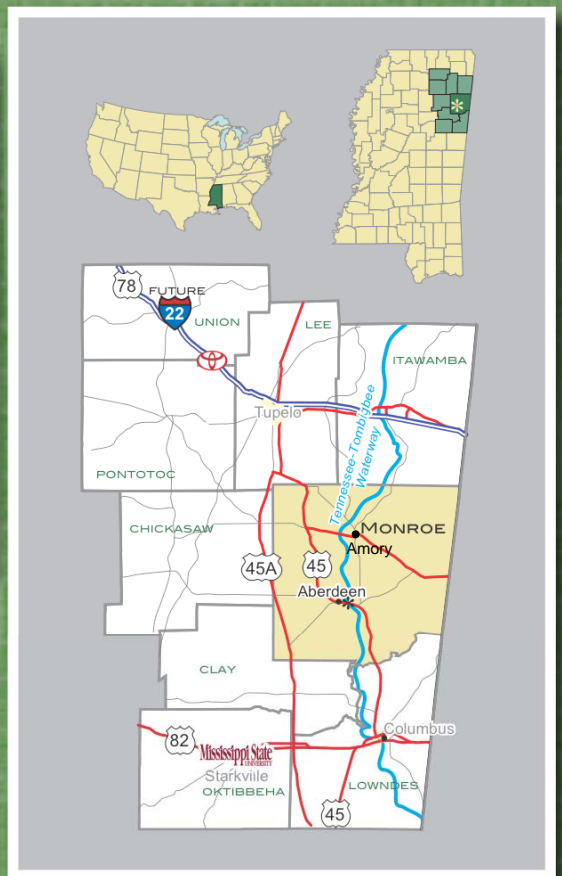 78
FUTURE
22
UNION
LEE
ITAWAMBA
Tupelo
Tennessee-Tombigbee
Waterway
PONTOTOC
CHICKASAW
MONROE
Amory
45A
45
Aberdeen
CLAY
Columbus
82
Mississippi State
UNIVERSITY
Starkville
OKTIBBEHA
LOWNDES
45